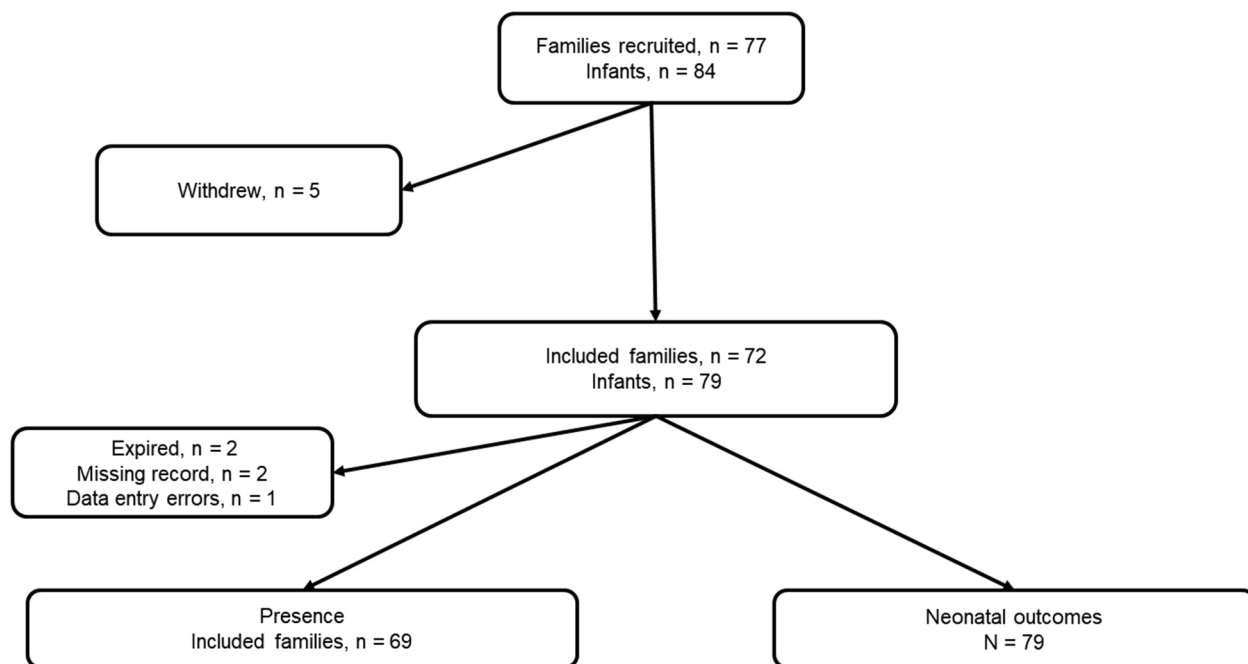 Families recruited, n = 77
Infants, n = 84
Withdrew, n = 5
Included families, n = 72
Infants, n = 79
Expired, n = 2
Missing record, n = 2
Data entry errors, n = 1
Presence
Included families, n = 69
Neonatal outcomes
N = 79